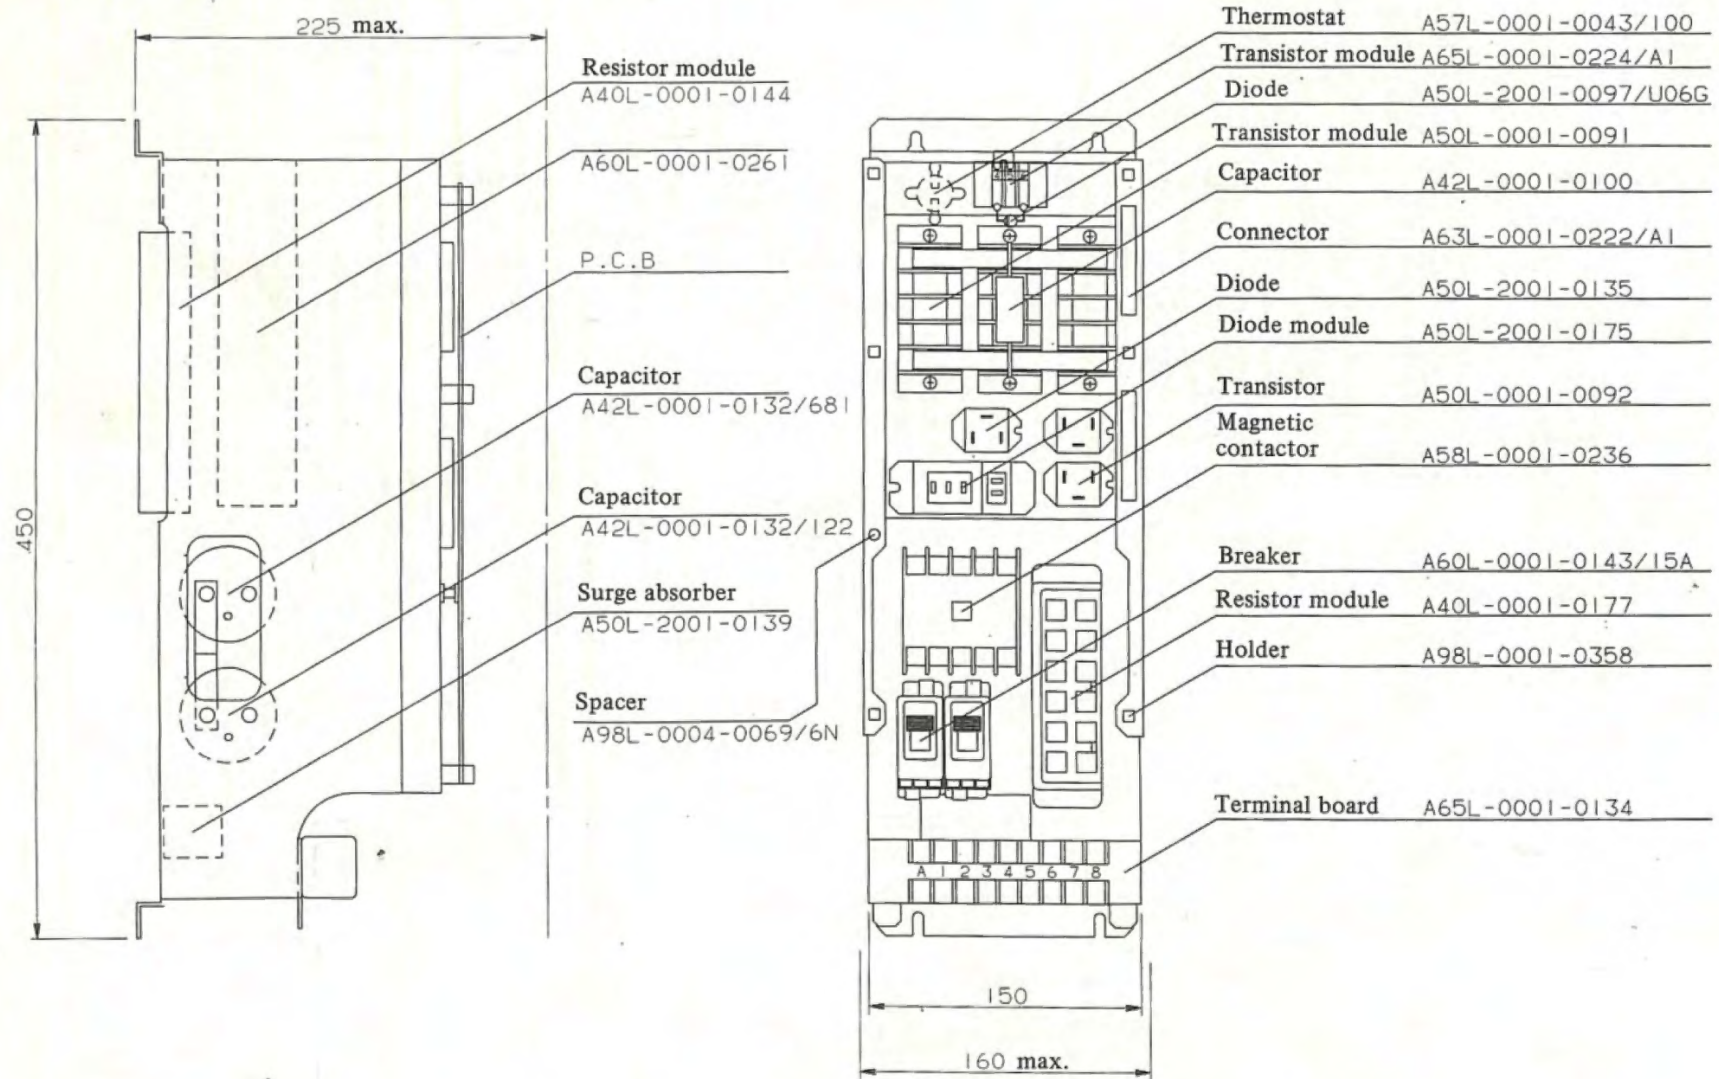 225 max.
450
Resistor module
A40L-0001-0144
A60L-0001-0261
P.C.B
Capacitor
A42L-0001-0132/681
Capacitor
A42L-0001-0132/122
Surge absorber
A50L-2001-0139
Spacer
A98L-0004-0069/6N
Thermostat A57L-0001-0043/100
Transistor module A65L-0001-0224/A1
Diode A50L-2001-0097/U06G
Transistor module A50L-0001-0091
Capacitor A42L-0001-0100
Connector A63L-0001-0222/A1
Diode A50L-2001-0135
Diode module A50L-2001-0175
Transistor A50L-0001-0092
Magnetic
contactor A58L-0001-0236
Breaker A60L-0001-0143/15A
Resistor module A40L-0001-0177
Holder A98L-0001-0358
Terminal board A65L-0001-0134
A 1 2 3 4 5 6 7 8
150
160 max.